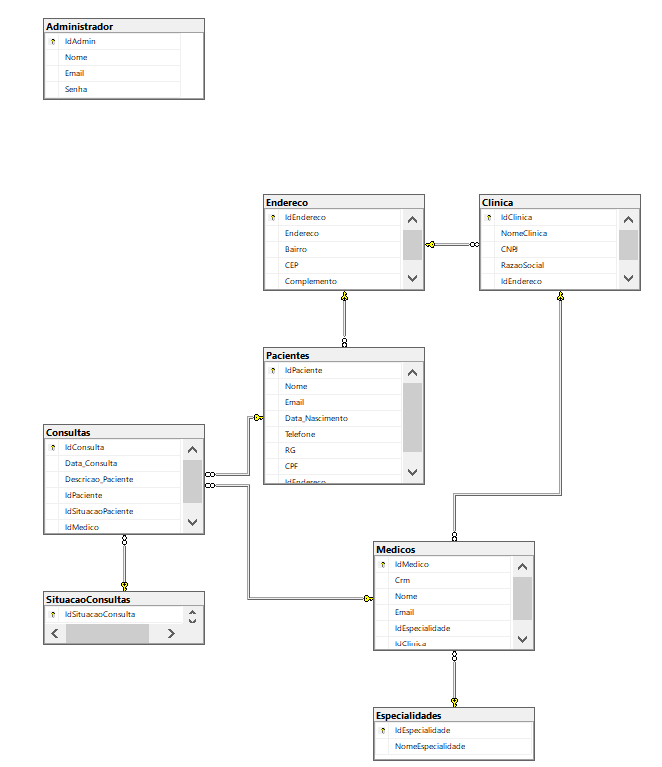 Administrador
IdAdmin
Nome
Email
Senha
Endereco
IdEndereco
Endereco
Bairro
CEP
Complemento
Clinica
IdClinica
NomeClinica
CNPJ
RazaoSocial
IdEndereco
Pacientes
IdPaciente
Nome
Email
Data_Nascimento
Telefone
RG
CPF
IdEndereco
Consultas
IdConsulta
Data_Consulta
Descricao_Paciente
IdPaciente
IdSituacaoPaciente
IdMedico
SituacaoConsultas
IdSituacaoConsulta
Medicos
IdMedico
Crm
Nome
Email
IdEspecialidade
IdClinica
Especialidades
IdEspecialidade
NomeEspecialidade